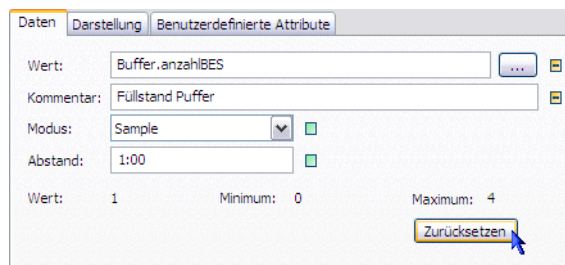 Daten Darstellung Benutzerdefinierte Attribute
Wert: Buffer.anzahlBES ...
Kommentar: Füllstand Puffer
Modus: Sample
Abstand: 1:00
Wert: 1 Minimum: 0 Maximum: 4
Zurücksetzen